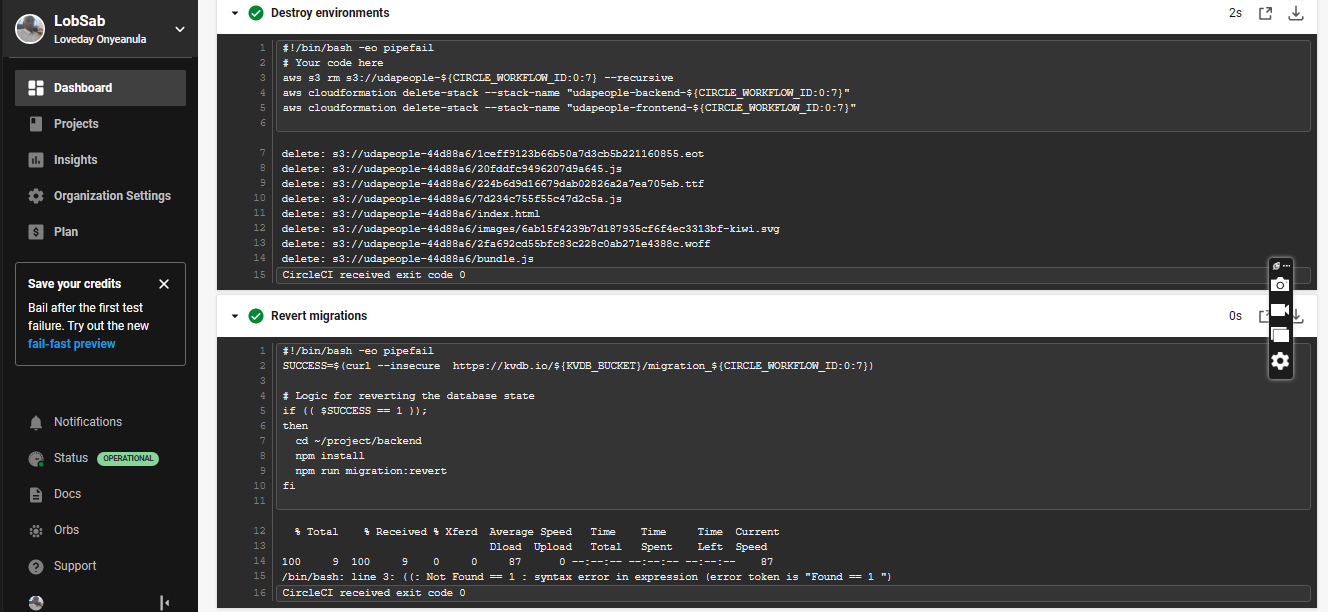 LobSab
Loveday Onyeanula
Dashboard
Projects
Insights
Organization Settings
Plan
Save your credits
Bail after the first test
failure. Try out the new
fail-fast preview
Notifications
Status OPERATIONAL
Docs
Orbs
Support
Destroy environments 2s
1 #!/bin/bash -eo pipefail
2 # Your code here
3 aws s3 rm s3://udapeople-${CIRCLE_WORKFLOW_ID:0:7} --recursive
4 aws cloudformation delete-stack --stack-name "udapeople-backend-${CIRCLE_WORKFLOW_ID:0:7}"
5 aws cloudformation delete-stack --stack-name "udapeople-frontend-${CIRCLE_WORKFLOW_ID:0:7}"
6
7 delete: s3://udapeople-44d88a6/1ceff9123b66b50a7d3cb5b221160855.eot
8 delete: s3://udapeople-44d88a6/20fddfc9496207d9a645.js
9 delete: s3://udapeople-44d88a6/224b6d9d16679dab02826a2a7ea705eb.ttf
10 delete: s3://udapeople-44d88a6/7d234c755f55c47d2c5a.js
11 delete: s3://udapeople-44d88a6/index.html
12 delete: s3://udapeople-44d88a6/images/6ab15f4239b7d187935cf6f4ec3313bf-kiwi.svg
13 delete: s3://udapeople-44d88a6/2fa692cd55bfc83c228c0ab271e4388c.woff
14 delete: s3://udapeople-44d88a6/bundle.js
15 CircleCI received exit code 0
Revert migrations 0s
1 #!/bin/bash -eo pipefail
2 SUCCESS=$(curl --insecure  https://kvdb.io/${KVDB_BUCKET}/migration_${CIRCLE_WORKFLOW_ID:0:7})
3
4 # Logic for reverting the database state
5 if (( $SUCCESS == 1 ));
6 then
7 cd ~/project/backend
8 npm install
9 npm run migration:revert
10 fi
11
12 % Total % Received % Xferd Average Speed Time Time Time Current
13 Dload Upload Total Spent Left Speed
14 100 9 100 9 0 0 87 0 --:--:-- --:--:-- --:--:-- 87
15 /bin/bash: line 3: ((: Not Found == 1 : syntax error in expression (error token is "Found == 1 ")
16 CircleCI received exit code 0